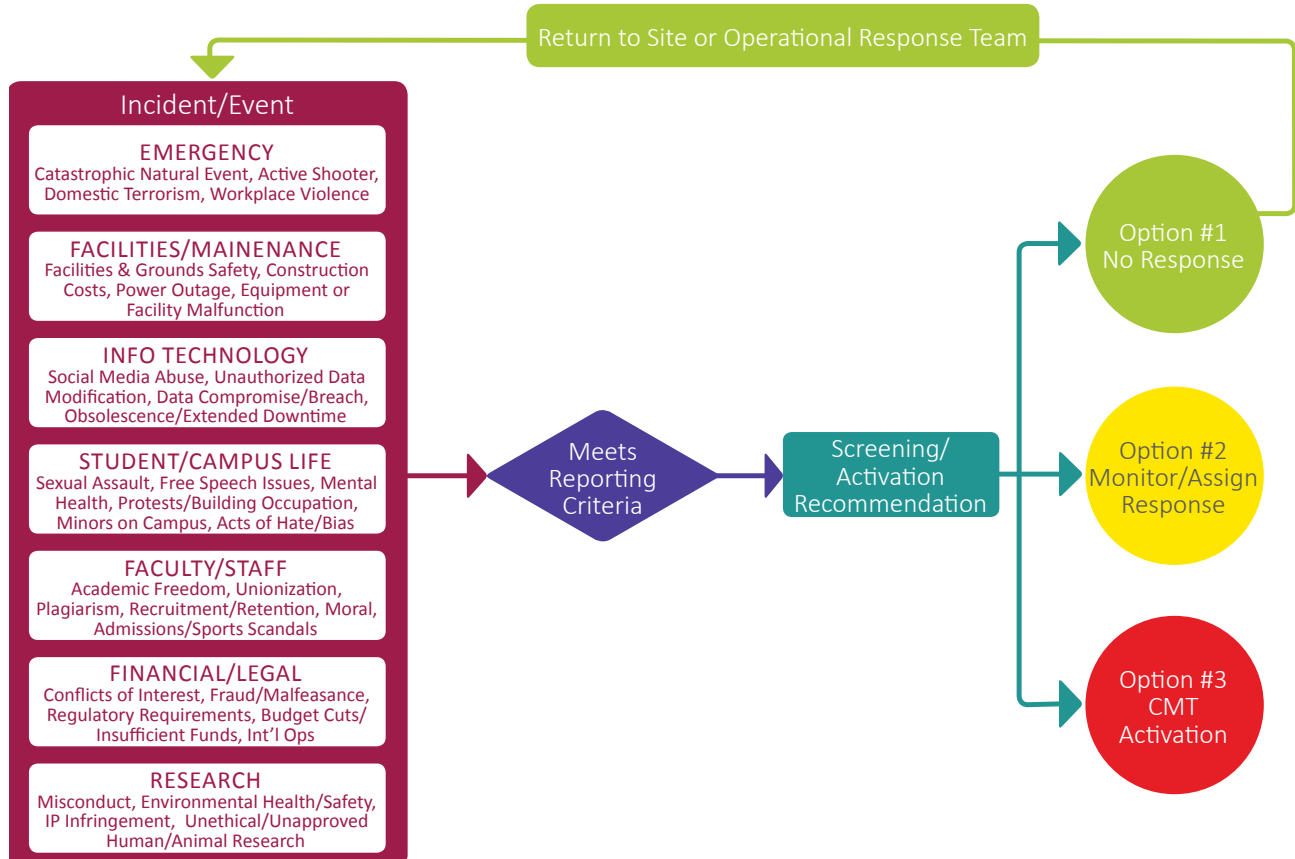 Return to Site or Operational Response Team
Incident/Event
EMERGENCY
Catastrophic Natural Event, Active Shooter,
Domestic Terrorism, Workplace Violence
FACILITIES/MAINENANCE
Facilities & Grounds Safety, Construction
Costs, Power Outage, Equipment or
Facility Malfunction
INFO TECHNOLOGY
Social Media Abuse, Unauthorized Data
Modification, Data Compromise/Breach,
Obsolescence/Extended Downtime
STUDENT/CAMPUS LIFE
Sexual Assault, Free Speech Issues, Mental
Health, Protests/Building Occupation,
Minors on Campus, Acts of Hate/Bias
FACULTY/STAFF
Academic Freedom, Unionization,
Plagiarism, Recruitment/Retention, Moral,
Admissions/Sports Scandals
FINANCIAL/LEGAL
Conflicts of Interest, Fraud/Malfeasance,
Regulatory Requirements, Budget Cuts/
Insufficient Funds, Int'l Ops
RESEARCH
Misconduct, Environmental Health/Safety,
IP Infringement, Unethical/Unapproved
Human/Animal Research
Meets
Reporting
Criteria
Screening/
Activation
Recommendation
Option #1
No Response
Option #2
Monitor/Assign
Response
Option #3
CMT
Activation